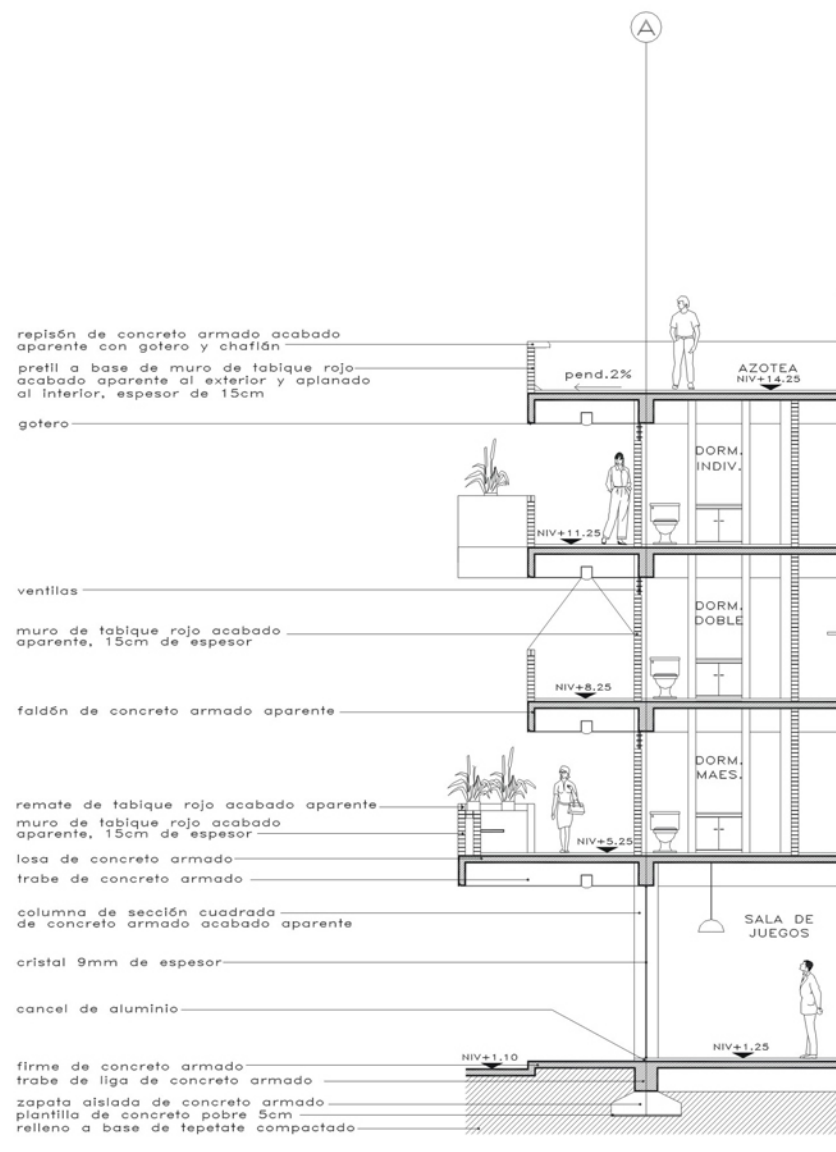 A
repisón de concreto armado acabado
aparente con gotero y chaflán
pretil a base de muro de tabique rojo
acabado aparente al exterior y aplanado
al interior, espesor de 15cm
gotero
pend.2%
AZOTEA
NIV+14.25
DORM.
INDIV.
NIV+11.25
ventilas
muro de tabique rojo acabado
aparente, 15cm de espesor
DORM.
DOBLE
NIV+8.25
faldón de concreto armado aparente
DORM.
MAES.
remate de tabique rojo acabado aparente
muro de tabique rojo acabado
aparente, 15cm de espesor
NIV+5.25
losa de concreto armado
trabe de concreto armado
columna de sección cuadrada
de concreto armado acabado aparente
SALA DE
JUEGOS
cristal 9mm de espesor
cancel de aluminio
NIV+1.10
NIV+1.25
firme de concreto armado
trabe de liga de concreto armado
zapata aislada de concreto armado
plantilla de concreto pobre 5cm
relleno a base de tepetate compactado